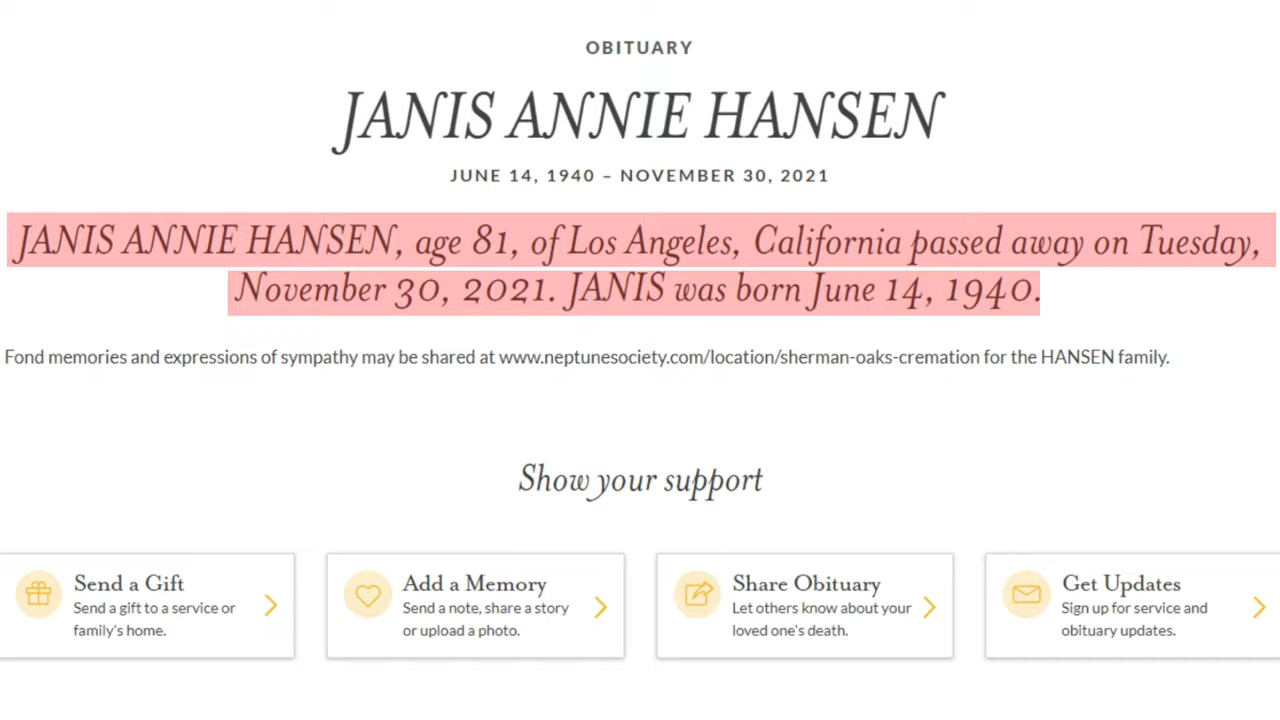 OBITUARY
JANIS ANNIE HANSEN
JUNE 14, 1940 – NOVEMBER 30, 2021
JANIS ANNIE HANSEN, age 81, of Los Angeles, California passed away on Tuesday,
November 30, 2021. JANIS was born June 14, 1940.
Fond memories and expressions of sympathy may be shared at www.neptunesociety.com/location/sherman-oaks-cremation for the HANSEN family.
Show your support
Send a Gift
Send a gift to a service or
family's home.
Add a Memory
Send a note, share a story
or upload a photo.
Share Obituary
Let others know about your
loved one's death.
Get Updates
Sign up for service and
obituary updates.